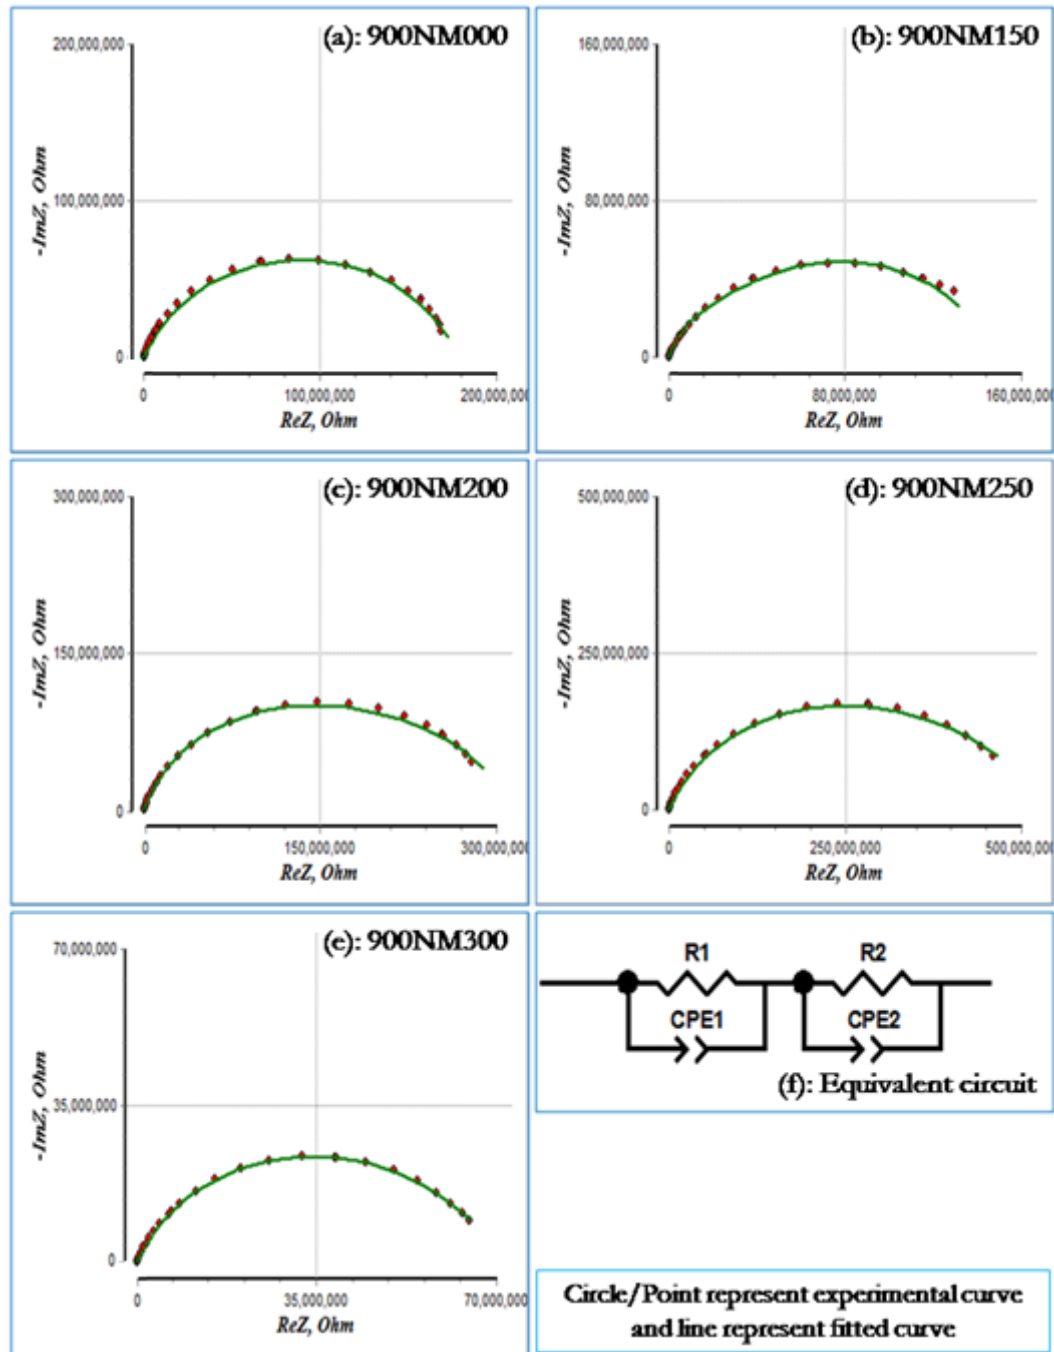 (a): 900NM000
200,000,000
100,000,000
0
-ImZ, Ohm
0
100,000,000
200,000,000
ReZ, Ohm
(b): 900NM150
160,000,000
80,000,000
0
-ImZ, Ohm
0
80,000,000
160,000,000
ReZ, Ohm
(c): 900NM200
300,000,000
150,000,000
0
-ImZ, Ohm
0
150,000,000
300,000,000
ReZ, Ohm
(d): 900NM250
500,000,000
250,000,000
0
-ImZ, Ohm
0
250,000,000
500,000,000
ReZ, Ohm
(e): 900NM300
70,000,000
35,000,000
0
-ImZ, Ohm
0
35,000,000
70,000,000
ReZ, Ohm
R1
R2
CPE1
CPE2
(f): Equivalent circuit
Circle/Point represent experimental curve
and line represent fitted curve